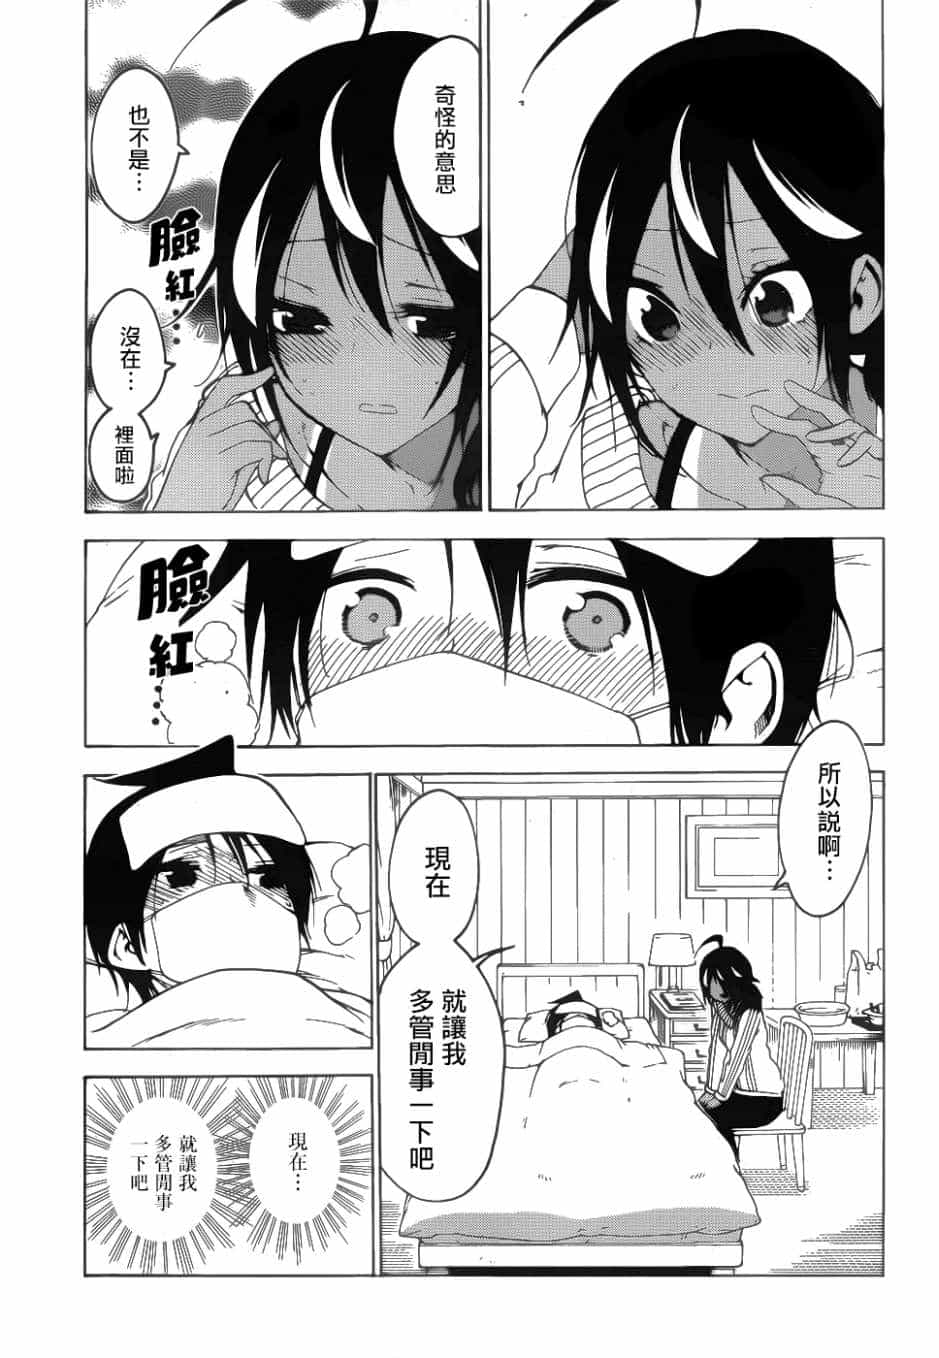 奇怪的意思
也不是…
臉紅…
沒在…
裡面啦
臉紅…
所以説啊…
現在
就讓我
多管閒事一下吧
現在…
就讓我
多管閒事
一下吧